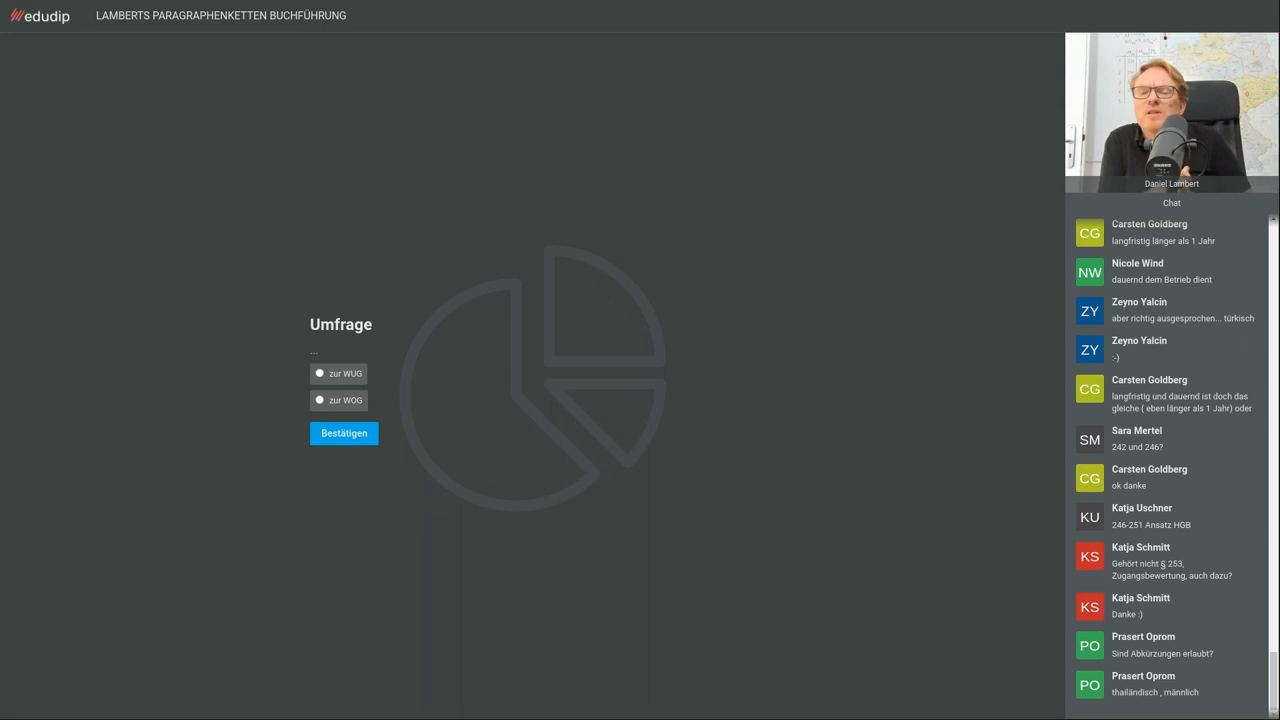 edudip
LAMBERTS PARAGRAPHENKETTEN BUCHFÜHRUNG
Umfrage
...
zur WUG
zur WOG
Bestätigen
Daniel Lambert
Chat
CG
Carsten Goldberg
langfristig länger als 1 Jahr
NW
Nicole Wind
dauernd dem Betrieb dient
ZY
Zeyno Yalcin
aber richtig ausgesprochen... türkisch
ZY
Zeyno Yalcin
:-)
CG
Carsten Goldberg
langfristig und dauernd ist doch das
gleiche ( eben länger als 1 Jahr) oder
SM
Sara Mertel
242 und 246?
CG
Carsten Goldberg
ok danke
KU
Katja Uschner
246-251 Ansatz HGB
KS
Katja Schmitt
Gehört nicht § 253,
Zugangsbewertung, auch dazu?
KS
Katja Schmitt
Danke :)
PO
Prasert Oprom
Sind Abkürzungen erlaubt?
PO
Prasert Oprom
thailändisch , männlich